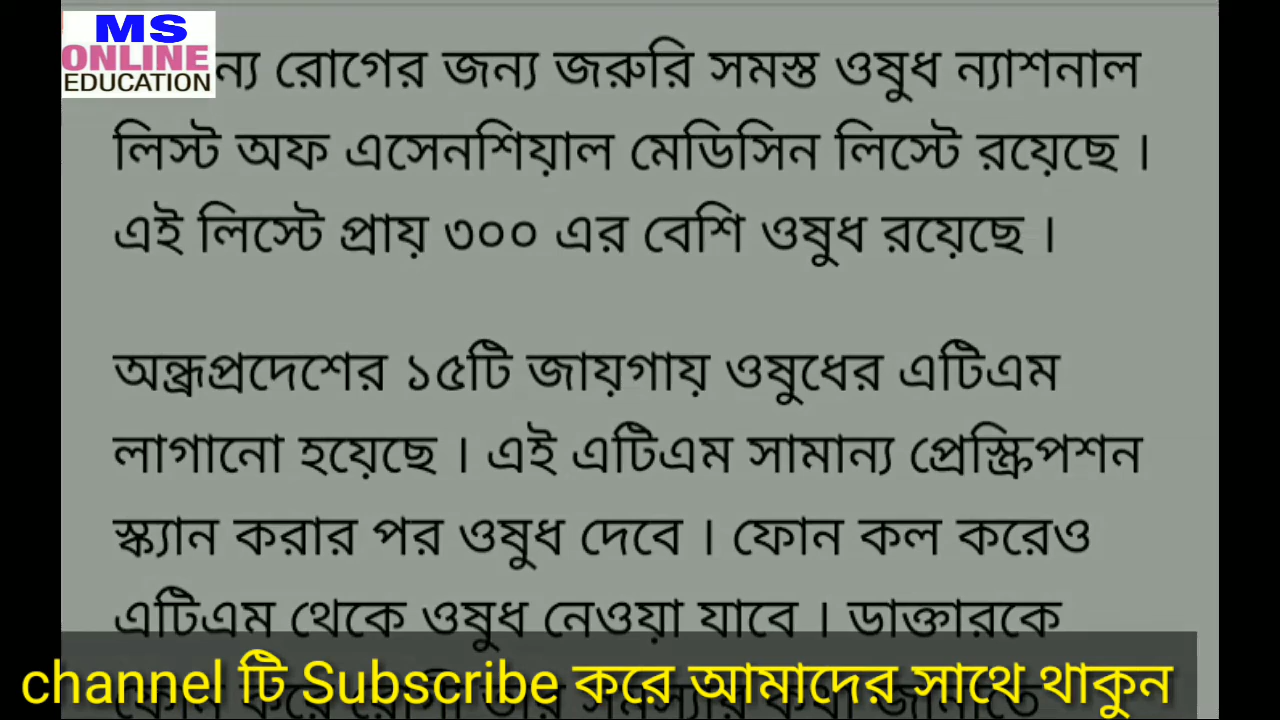 MS
ONLINE
EDUCATION
রোগের জন্য জরুরি সমস্ত ওষুধ ন্যাশনাল
লিস্ট অফ এসেনশিয়াল মেডিসিন লিস্টে রয়েছে ।
এই লিস্টে প্রায় ৩০০ এর বেশি ওষুধ রয়েছে ।
অন্ধ্রপ্রদেশের ১৫টি জায়গায় ওষুধের এটিএম
লাগানো হয়েছে । এই এটিএম সামান্য প্রেস্ক্রিপশন
স্ক্যান করার পর ওষুধ দেবে । ফোন কল করেও
এটিএম থেকে ওষুধ নেওয়া যাবে । ডাক্তারকে
channel টি Subscribe করে আমাদের সাথে থাকুন